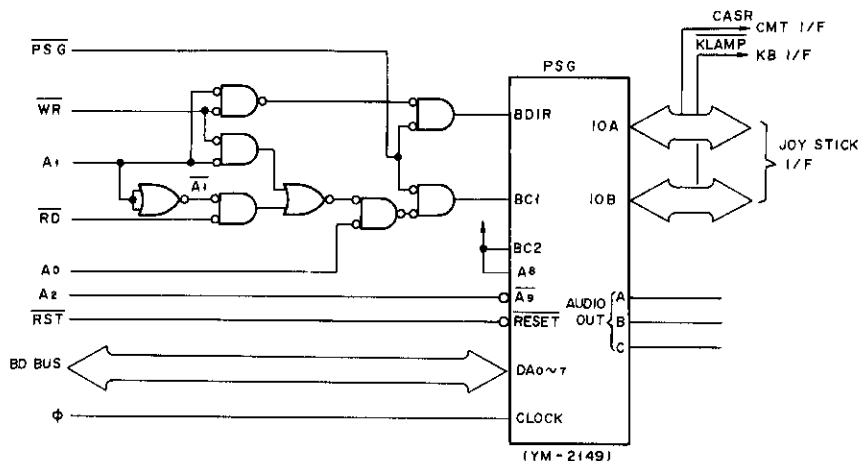 CASR
CMT I/F
PSG
KLAMP
KB I/F
PSG
WR
BDIR
IOA
A1
JOY STICK
I/F
A1
RD
BC1
IOB
BC2
A0
A8
A2
A9
AUDIO
OUT
A
B
C
RST
RESET
BD BUS
DA0~7
φ
CLOCK
(YM-2149)